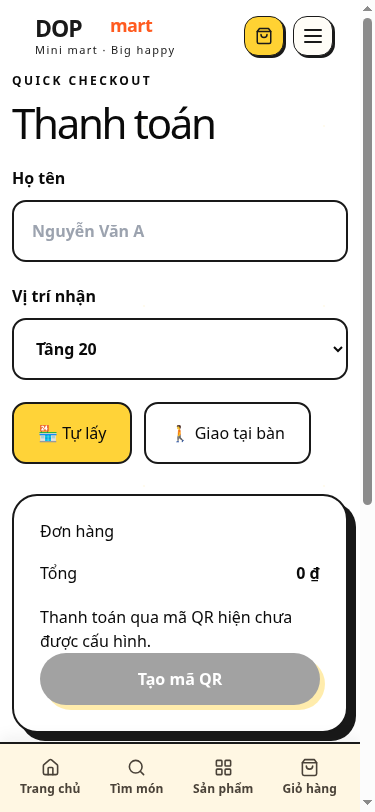 DOP mart
Mini mart · Big happy
QUICK CHECKOUT
Thanh toán
Họ tên
Nguyễn Văn A
Vị trí nhận
Tầng 20
Tự lấy
Giao tại bàn
Đơn hàng
Tổng 0 ₫
Thanh toán qua mã QR hiện chưa
được cấu hình.
Tạo mã QR
Trang chủ Tìm món Sản phẩm Giỏ hàng